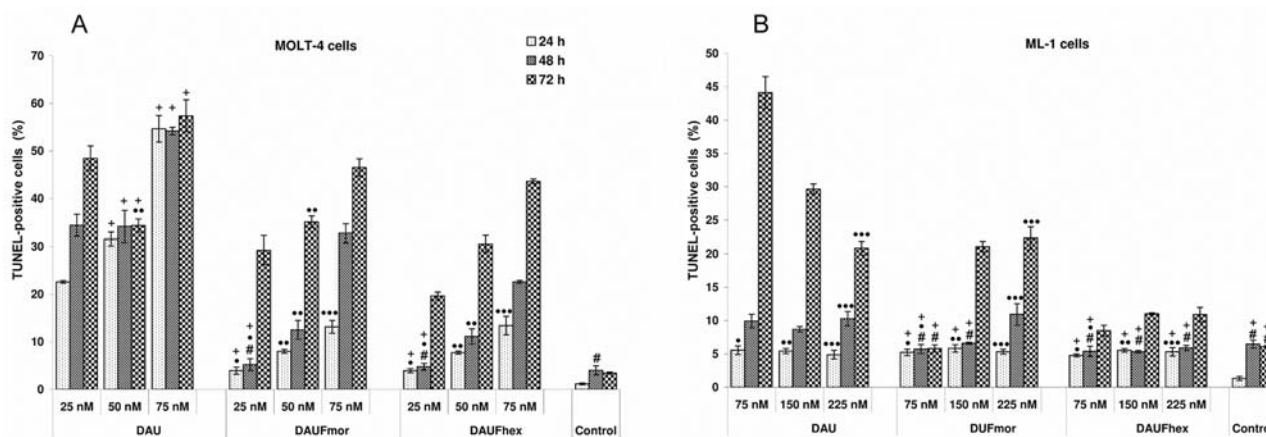 A
MOLT-4 cells
24 h
48 h
72 h
TUNEL-positive cells (%)
70
60
50
40
30
20
10
0
25 nM 50 nM 75 nM 25 nM 50 nM 75 nM 25 nM 50 nM 75 nM
DAU DAUFmor DAUFhex Control
B
ML-1 cells
TUNEL-positive cells (%)
50
45
40
35
30
25
20
15
10
5
0
75 nM 150 nM 225 nM 75 nM 150 nM 225 nM 75 nM 150 nM 225 nM
DAU DUFmor DAUFhex Contro